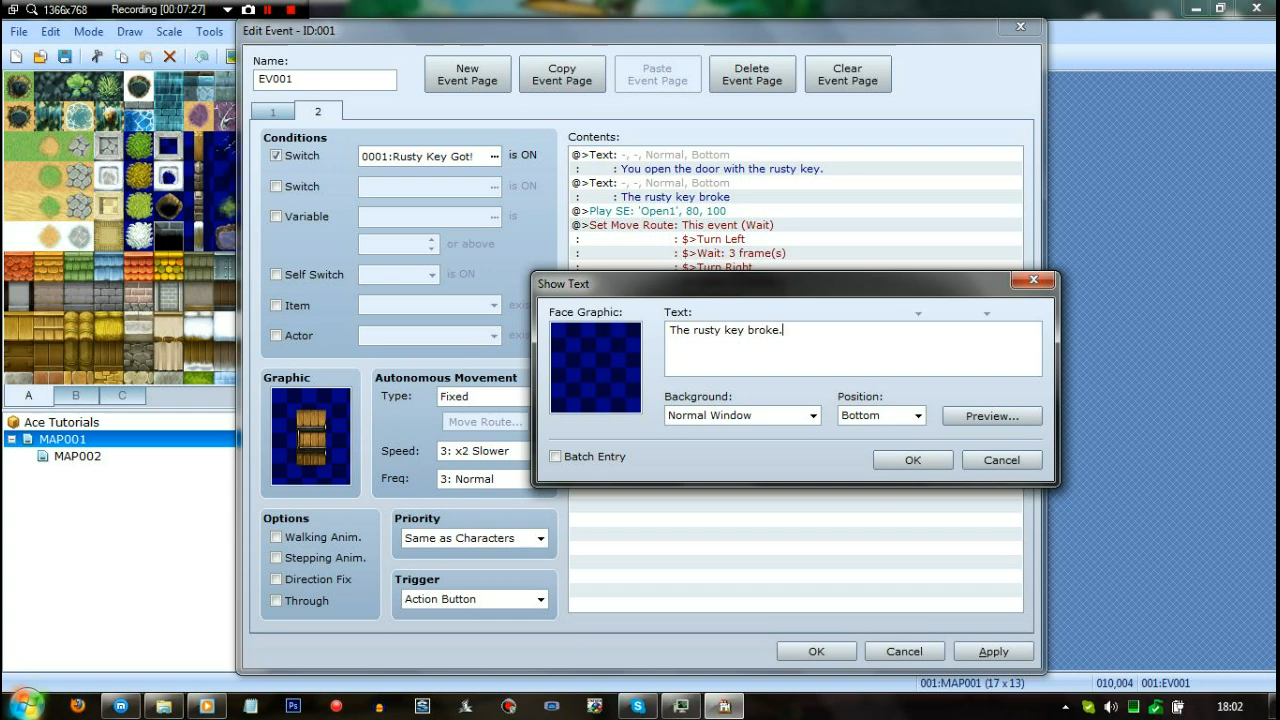 1366x768 Recording [00:07:27]
File Edit Mode Draw Scale Tools
Edit Event - ID:001
Name:
EV001
New Event Page
Copy Event Page
Paste Event Page
Delete Event Page
Clear Event Page
1 2
Conditions
Switch 0001:Rusty Key Got! ... is ON
Switch ... is ON
Variable ... is
or above
Self Switch is ON
Item
Actor
Graphic
Autonomous Movement
Type: Fixed
Move Route...
Speed: 3: x2 Slower
Freq: 3: Normal
Options
Walking Anim.
Stepping Anim.
Direction Fix
Through
Priority
Same as Characters
Trigger
Action Button
Contents:
@>Text: -, -, Normal, Bottom
: : You open the door with the rusty key.
@>Text: -, -, Normal, Bottom
: : The rusty key broke
@>Play SE: 'Open1', 80, 100
@>Set Move Route: This event (Wait)
: : $>Turn Left
: : $>Wait: 3 frame(s)
: : $>Turn Right
Show Text
Face Graphic:
Text:
The rusty key broke.
Background:
Normal Window
Position:
Bottom
Preview...
Batch Entry
OK Cancel
OK Cancel Apply
A B C
Ace Tutorials
MAP001
MAP002
001:MAP001 (17 x 13) 010,004 001:EV001
18:02